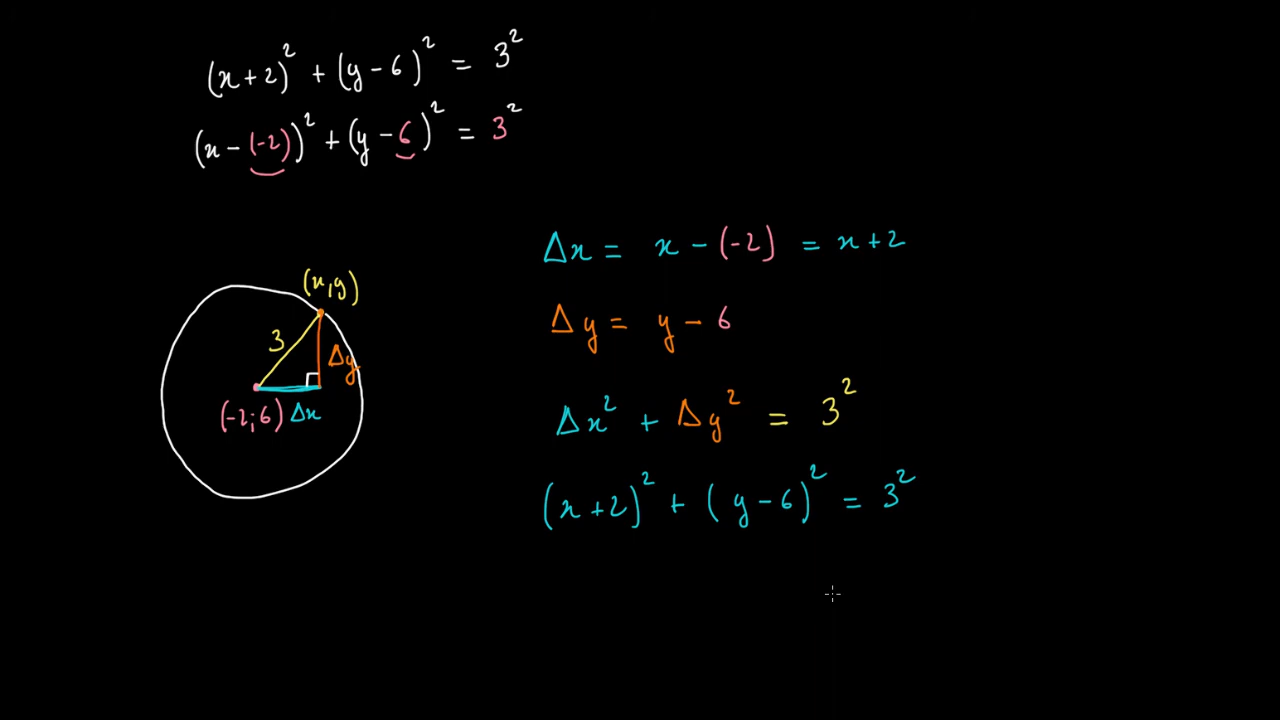 (x+2)² + (y-6)² = 3²
(x-(-2))² + (y-6)² = 3²
Δx = x-(-2) = x+2
(x,y)
Δy = y-6
3
Δy
Δx² + Δy² = 3²
(-2;6) Δx
(x+2)² + (y-6)² = 3²